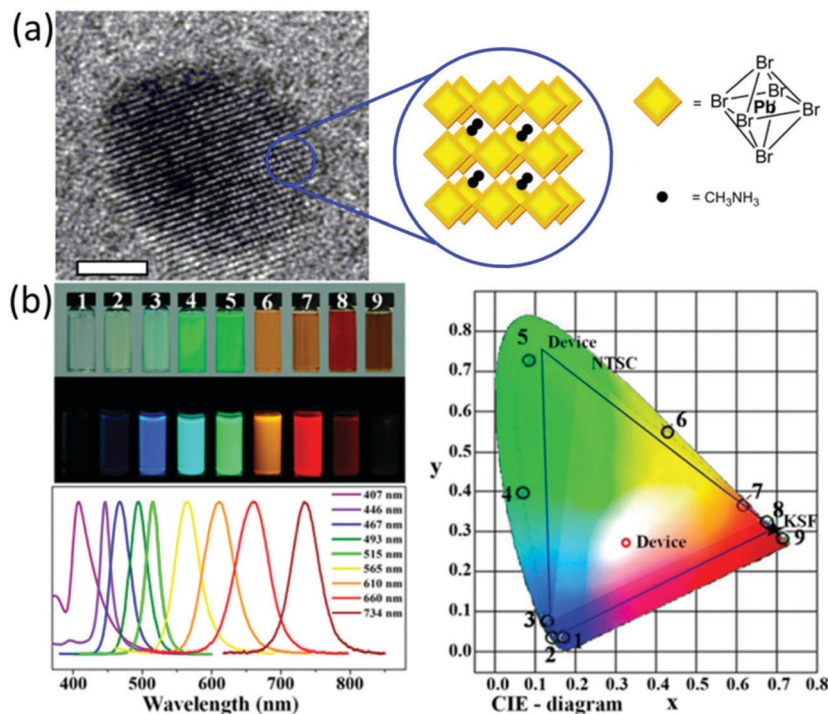 (a)
Br
Br
Br
Pb
Br
Br
Br
=
= CH3NH3
(b)
1 2 3 4 5 6 7 8 9
407 nm
446 nm
467 nm
493 nm
515 nm
565 nm
610 nm
660 nm
734 nm
400 500 600 700 800
Wavelength (nm)
0.8
0.7
0.6
0.5
0.4
0.3
0.2
0.1
0.0
y
5
Device
NTSC
6
4
7
8
KSF
9
Device
3
2
1
0.0 0.1 0.2 0.3 0.4 0.5 0.6 0.7 0.8
CIE - diagram x